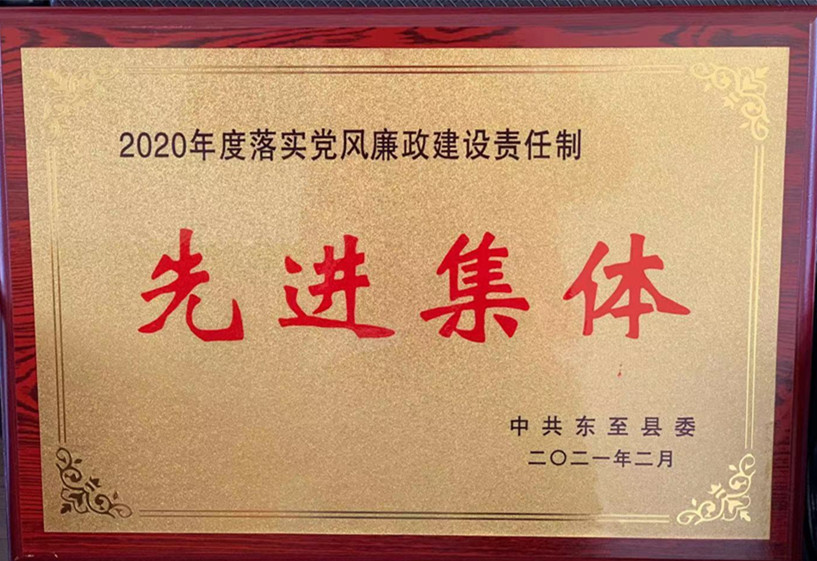 2020年度落实党风廉政建设责任制
先进集体
中共东至县委
二〇二一年二月